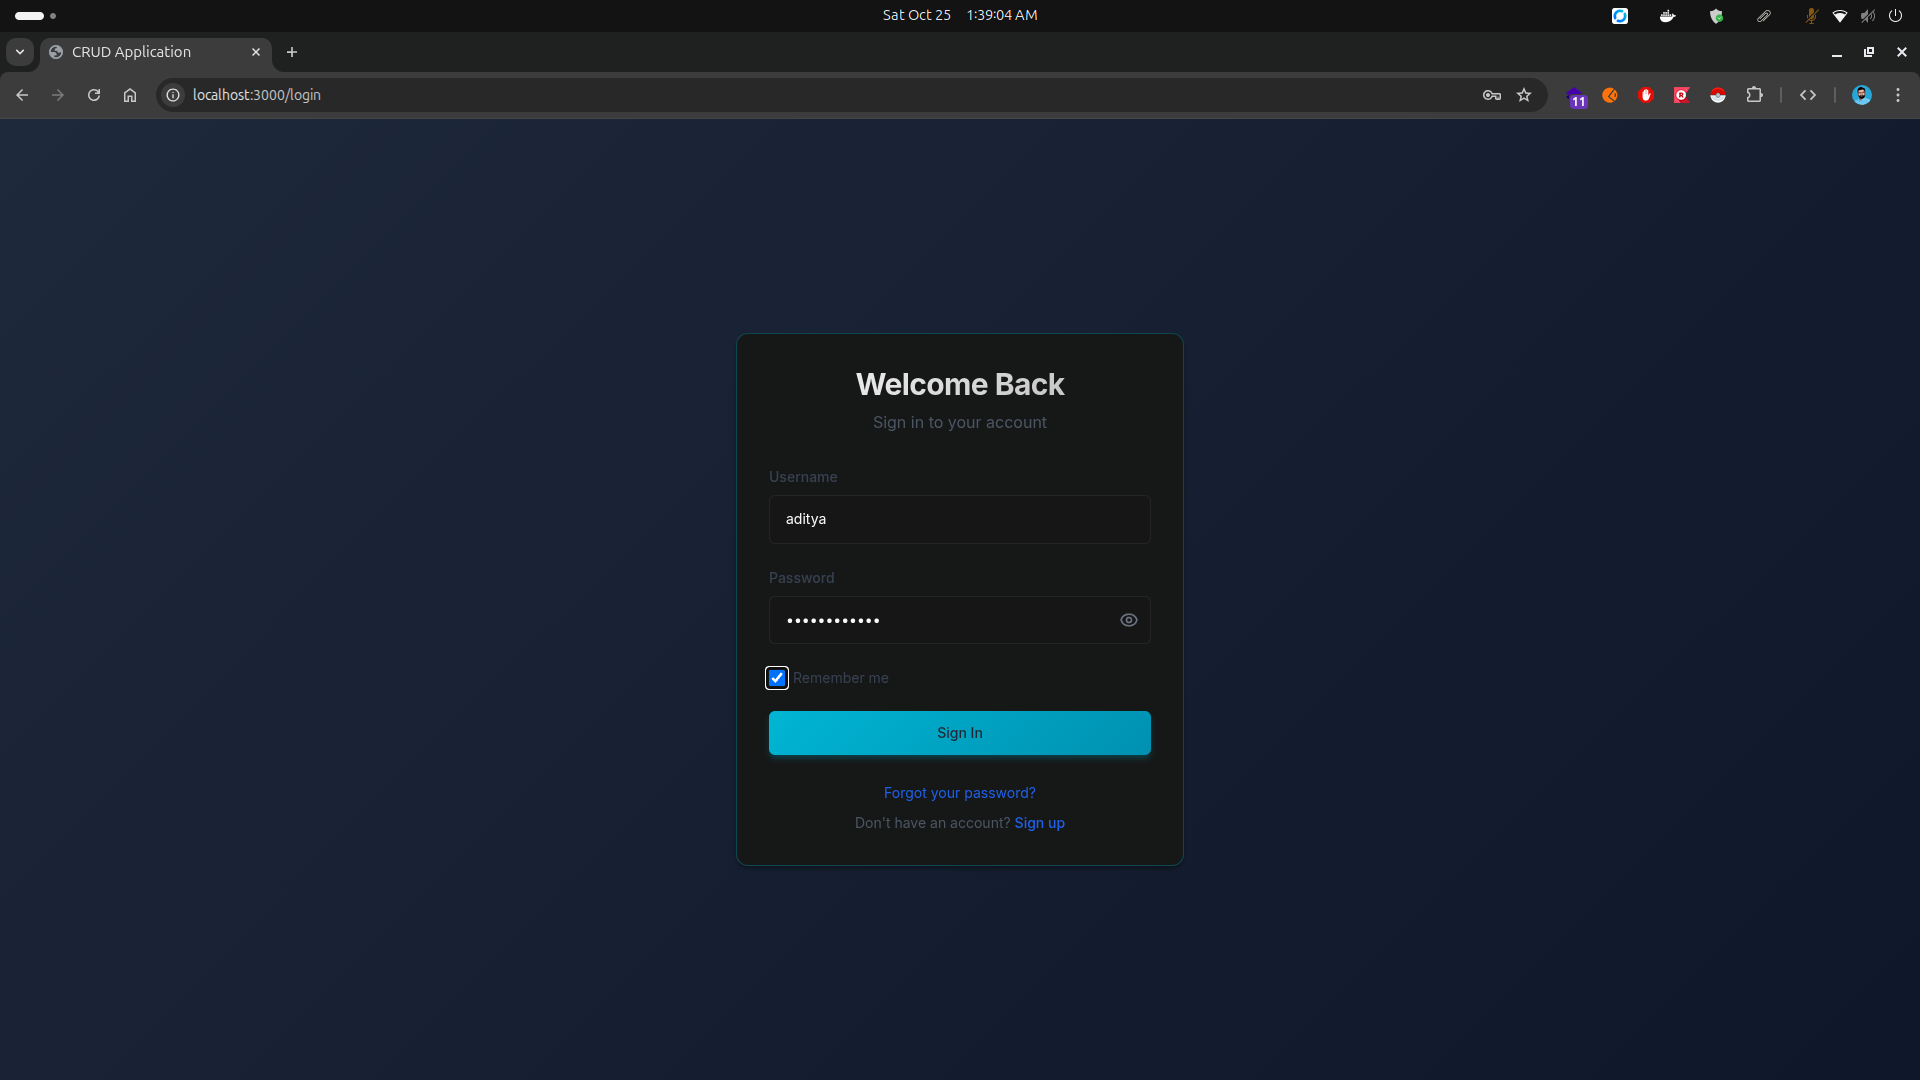 Sat Oct 25 1:39:04 AM
CRUD Application
localhost:3000/login
11
Welcome Back
Sign in to your account
Username
aditya
Password
••••••••••••
Remember me
Sign In
Forgot your password?
Don't have an account? Sign up